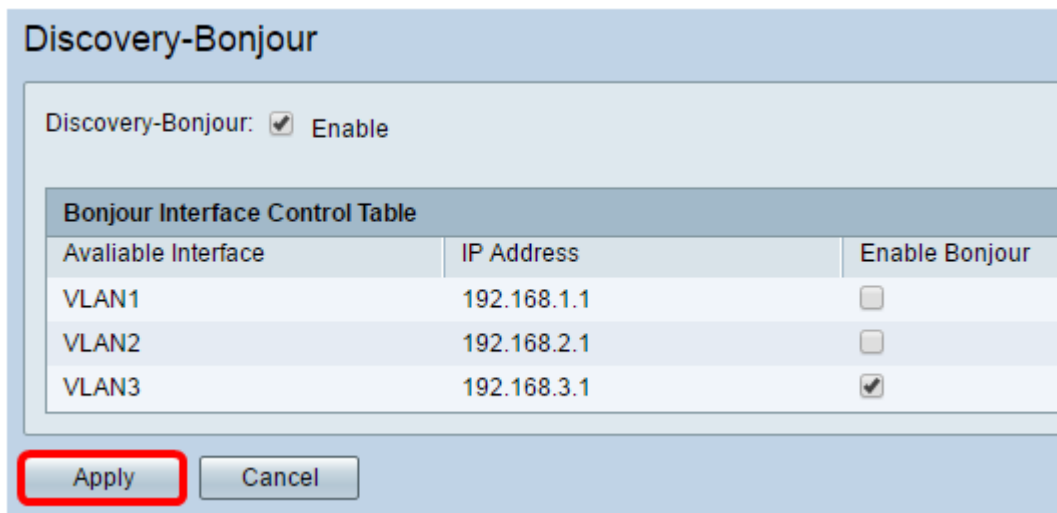 Discovery-Bonjour
Discovery-Bonjour: Enable
Bonjour Interface Control Table
Avaliable Interface IP Address Enable Bonjour
VLAN1 192.168.1.1
VLAN2 192.168.2.1
VLAN3 192.168.3.1
Apply Cancel